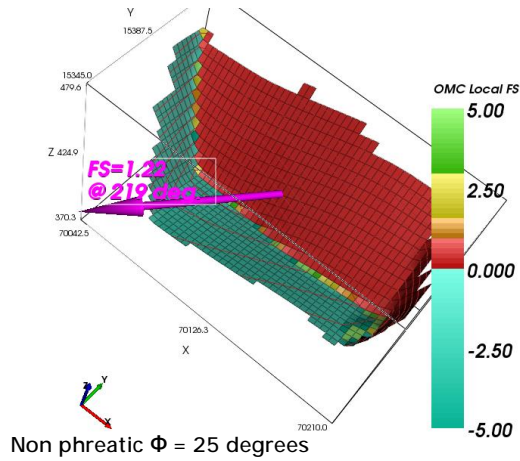 Y
15387.5
15345.0
479.6
OMC Local FS
5.00
Z 424.9
2.50
FS=1.22
@ 219 deg
370.3
70042.5
0.000
70126.3
X
-2.50
Z Y
X
70210.0
-5.00
Non phreatic Φ = 25 degrees